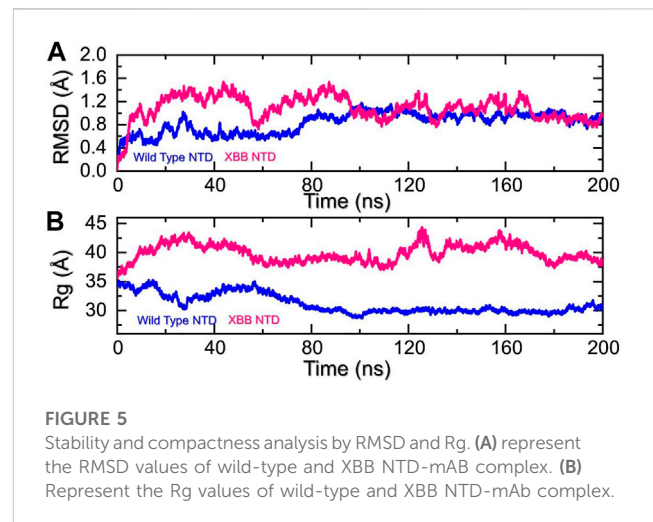 A
2.0
1.6
1.2
0.8
0.4
0.0
RMSD (Å)
Wild Type NTD XBB NTD
0 40 80 120 160 200
Time (ns)
B
45
40
35
30
Rg (Å)
Wild Type NTD XBB NTD
0 40 80 120 160 200
Time (ns)
FIGURE 5
Stability and compactness analysis by RMSD and Rg. (A) represent
the RMSD values of wild-type and XBB NTD-mAB complex. (B)
Represent the Rg values of wild-type and XBB NTD-mAb complex.